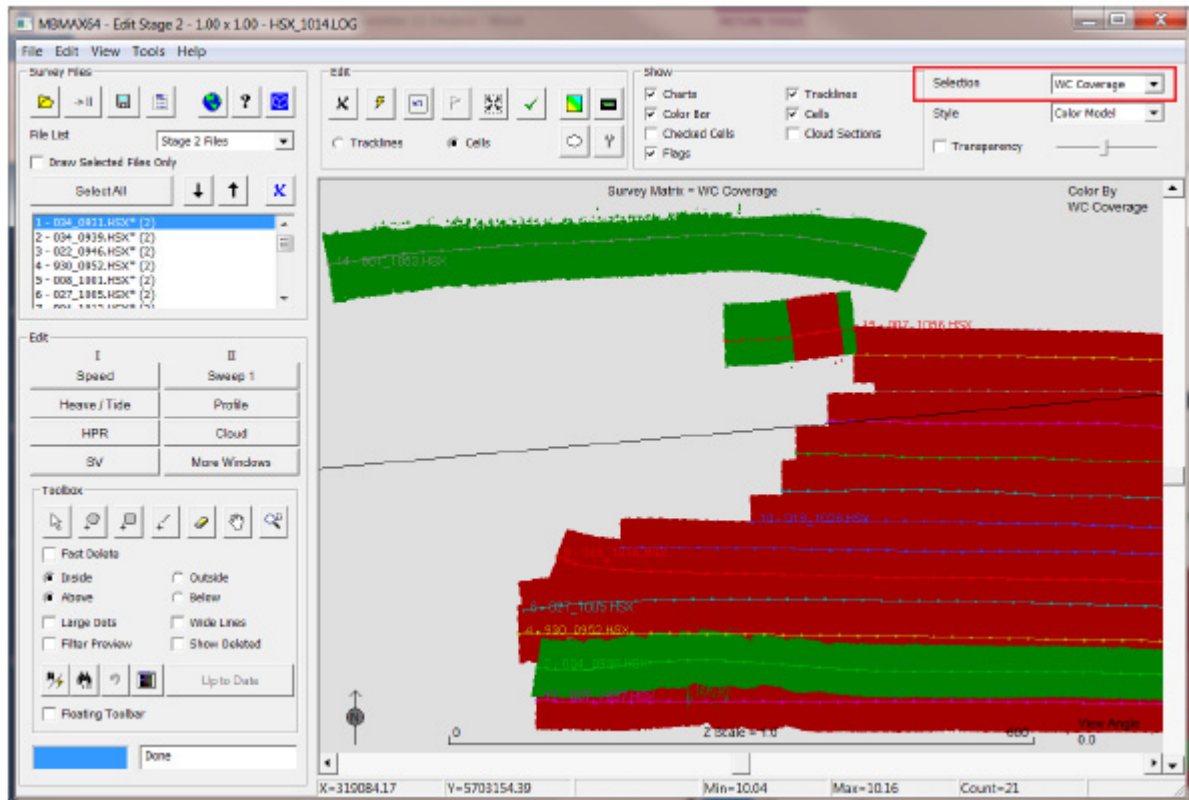 MBMAX64 - Edit Stage 2 - 1.00 x 1.00 - HSX_1014.LOG
File Edit View Tools Help
Survey Files
File List
Stage 2 Files
Draw Selected Files Only
Select All
1 - 034_0931.HSX* (2)
2 - 034_0939.HSX* (2)
3 - 022_0946.HSX* (2)
4 - 930_0952.HSX* (2)
5 - 008_1001.HSX* (2)
6 - 027_1005.HSX* (2)
Edit
Tracklines
Cells
Show
Charts
Tracklines
Color Bar
Cells
Checked Cells
Cloud Sections
Flags
Selection
WC Coverage
Style
Color Model
Transparency
Edit
I
II
Speed
Sweep 1
Heave / Tide
Profile
HPR
Cloud
SV
More Windows
Toolbox
Fast Delete
Inside
Outside
Above
Below
Large Dots
Wide Lines
Filter Preview
Show Deleted
Up to Date
Floating Toolbar
Done
Survey Matrix = WC Coverage
Color By
WC Coverage
6 - 027_1005.HSX
4 - 930_0952.HSX
N
0
Z Scale = 1.0
600
View Angle
0.0
X=319084.17
Y=5703154.39
Min=10.04
Max=10.16
Count=21